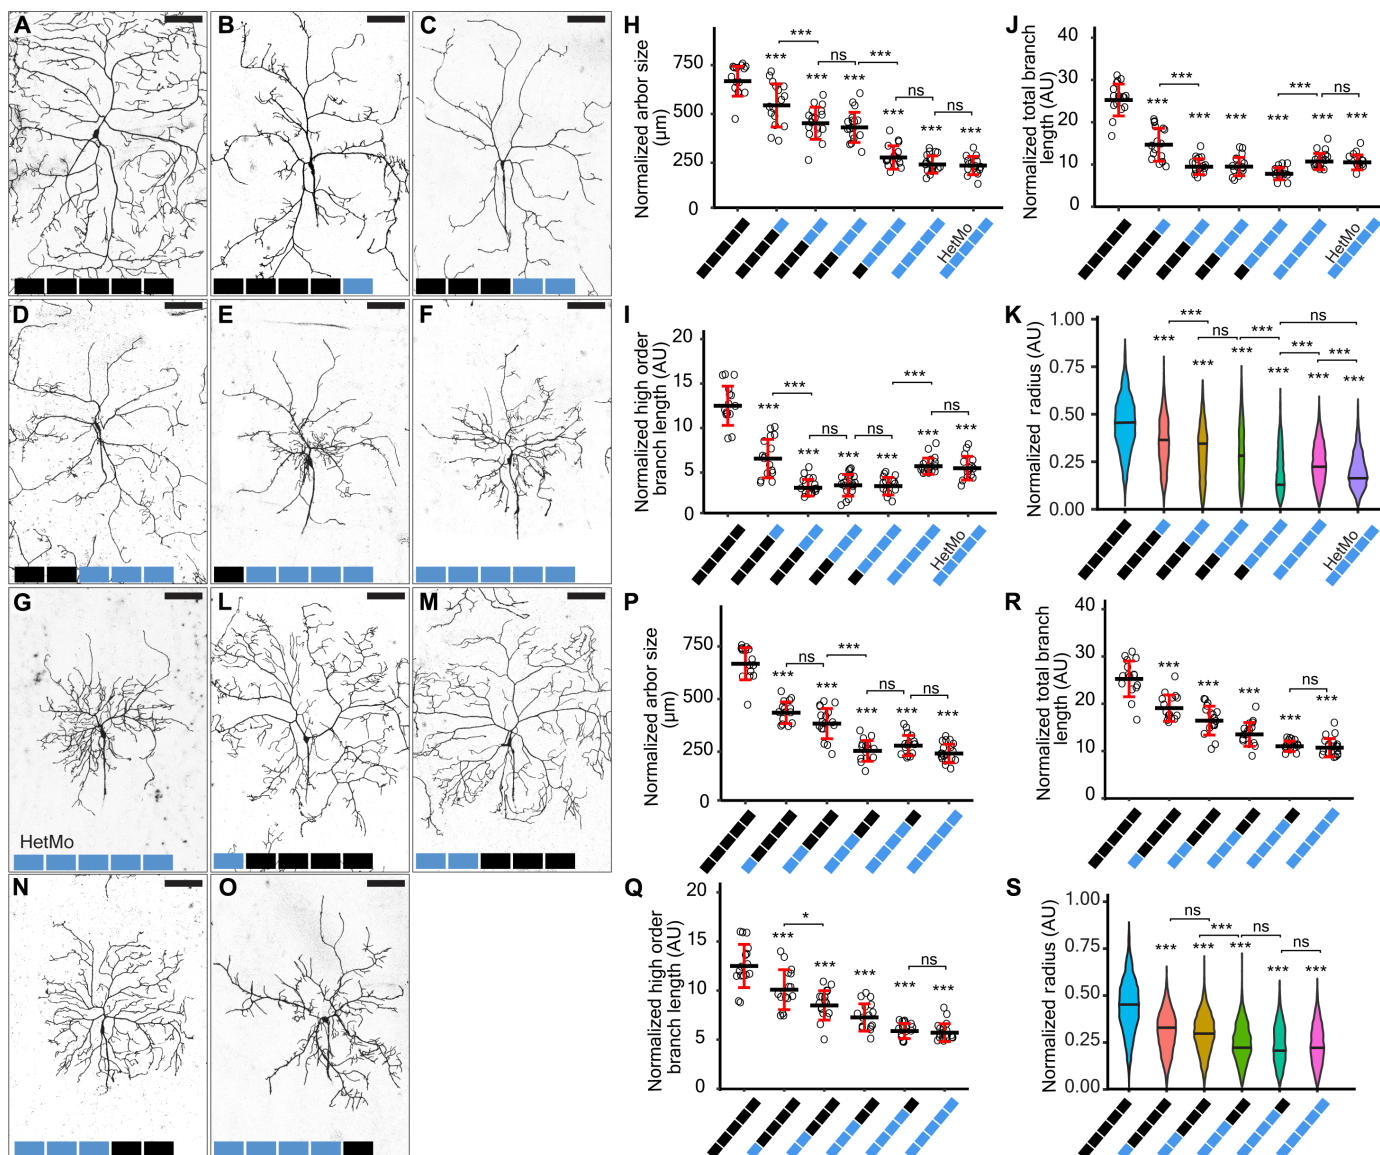 A
B
C
D
E
F
G
HetMo
L
M
N
O
H
Normalized arbor size
(µm)
750
500
250
0
***
***
***
ns
***
***
***
ns
***
ns
***
HetMo
J
Normalized total branch
length (AU)
40
30
20
10
0
***
***
***
***
***
***
***
ns
***
HetMo
I
Normalized high order
branch length (AU)
20
15
10
5
0
***
***
***
ns
***
ns
***
***
***
ns
***
HetMo
K
Normalized radius (AU)
1.00
0.75
0.50
0.25
0.00
***
***
***
ns
***
***
***
***
***
***
***
ns
HetMo
P
Normalized arbor size
(µm)
750
500
250
0
***
ns
***
***
***
ns
***
ns
***
R
Normalized total branch
length (AU)
40
30
20
10
0
***
***
***
***
ns
***
Q
Normalized high order
branch length (AU)
20
15
10
5
0
***
*
***
***
***
ns
***
S
Normalized radius (AU)
1.00
0.75
0.50
0.25
0.00
***
ns
***
***
***
ns
***
ns
***